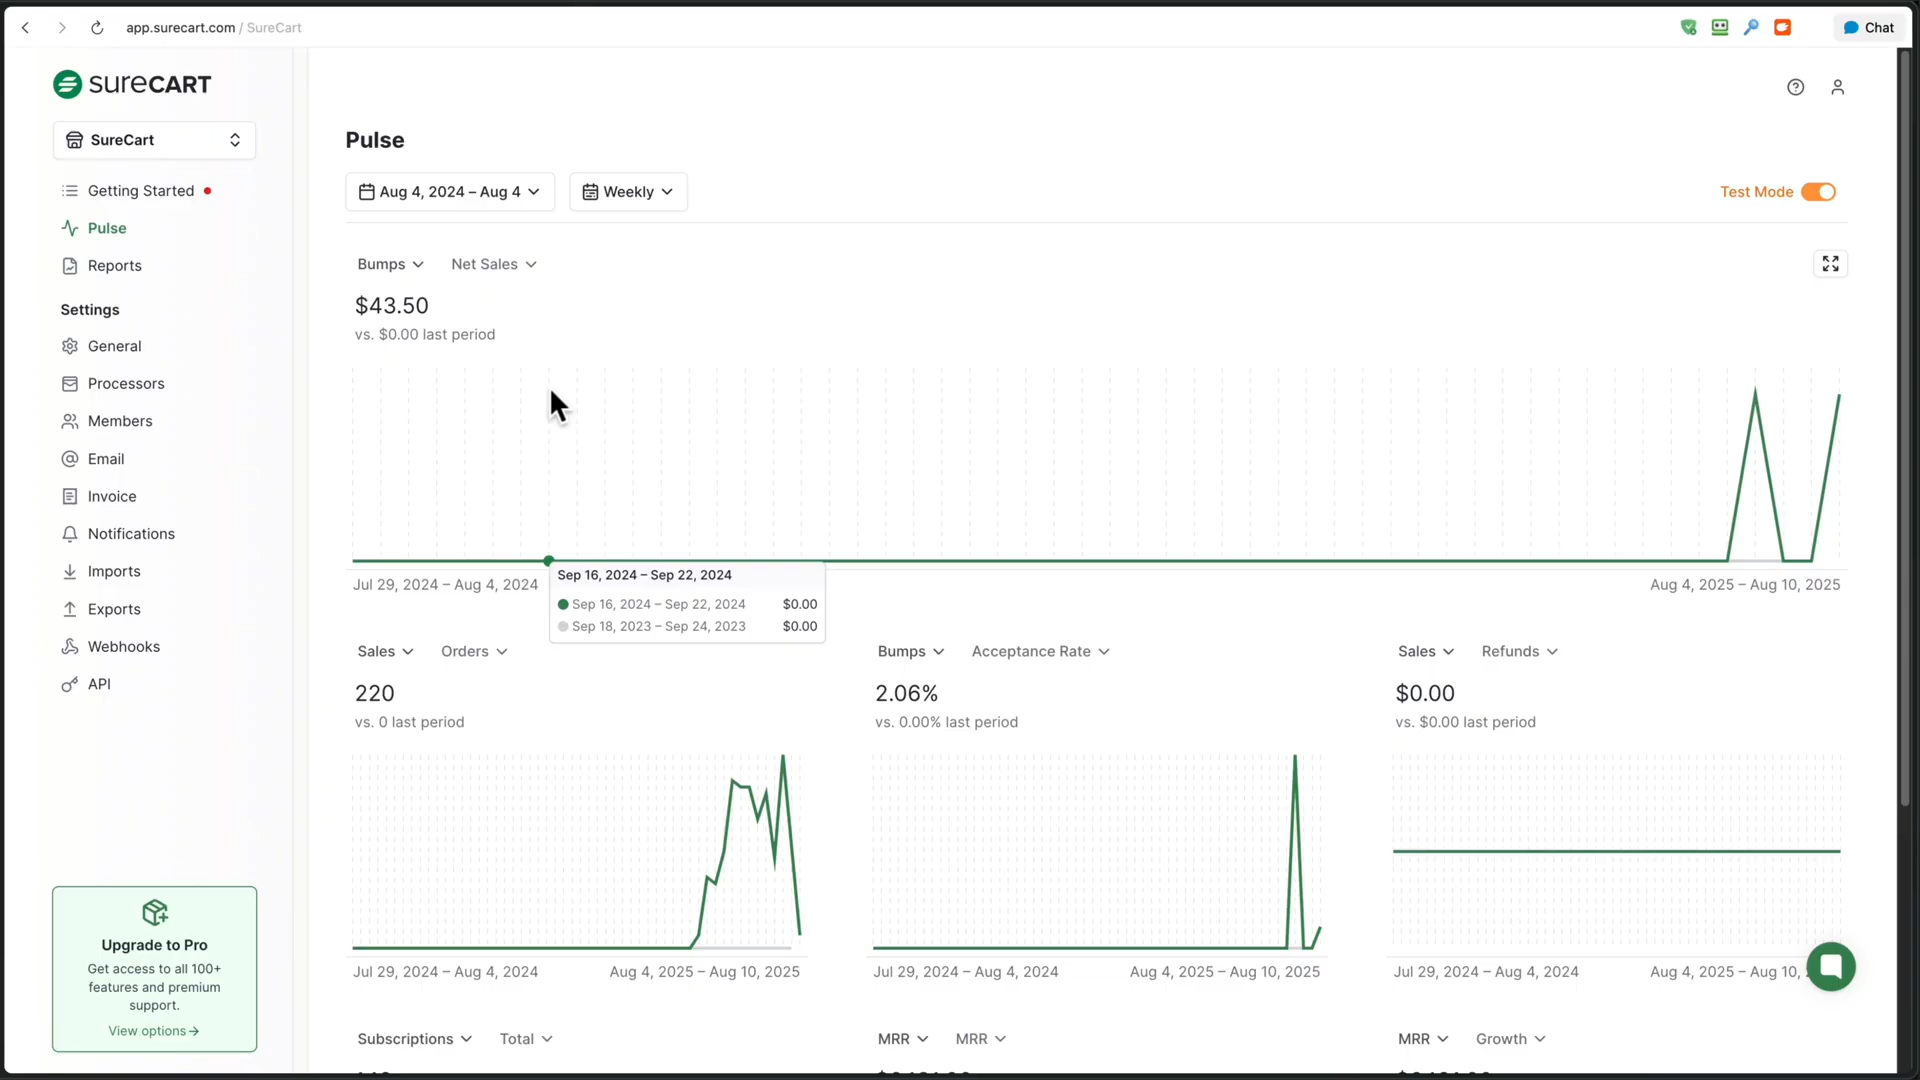 app.surecart.com / SureCart
Chat
SURECART
SureCart
Getting Started
Pulse
Reports
Settings
General
Processors
Members
Email
Invoice
Notifications
Imports
Exports
Webhooks
API
Upgrade to Pro
Get access to all 100+
features and premium
support.
View options
Pulse
Aug 4, 2024 – Aug 4
Weekly
Test Mode
Bumps
Net Sales
$43.50
vs. $0.00 last period
Jul 29, 2024 – Aug 4, 2024
Aug 4, 2025 – Aug 10, 2025
Sep 16, 2024 – Sep 22, 2024
Sep 16, 2024 – Sep 22, 2024 $0.00
Sep 18, 2023 – Sep 24, 2023 $0.00
Sales
Orders
220
vs. 0 last period
Jul 29, 2024 – Aug 4, 2024
Aug 4, 2025 – Aug 10, 2025
Bumps
Acceptance Rate
2.06%
vs. 0.00% last period
Jul 29, 2024 – Aug 4, 2024
Aug 4, 2025 – Aug 10, 2025
Sales
Refunds
$0.00
vs. $0.00 last period
Jul 29, 2024 – Aug 4, 2024
Aug 4, 2025 – Aug 10,
Subscriptions
Total
MRR
MRR
MRR
Growth